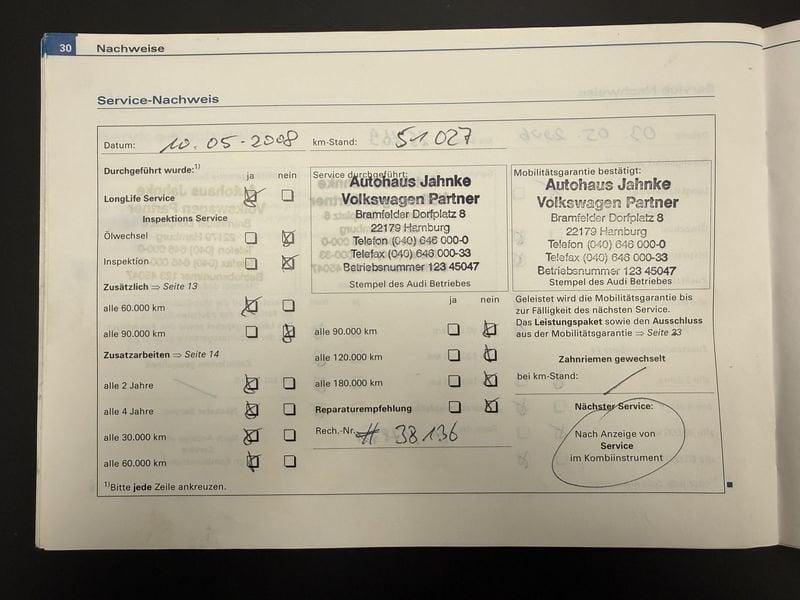 30 Nachweise
Service-Nachweis
Datum: 10.05-2008 km-Stand: 51027
Durchgeführt wurde:1)
ja nein
LongLife Service
Inspektions Service
Ölwechsel
Inspektion
Zusätzlich ⇒ Seite 13
alle 60.000 km
alle 90.000 km
Zusatzarbeiten ⇒ Seite 14
alle 2 Jahre
alle 4 Jahre
alle 30.000 km
alle 60.000 km
1)Bitte jede Zeile ankreuzen.
Service durchgeführt:
Autohaus Jahnke
Volkswagen Partner
Bramfelder Dorfplatz 8
22179 Hamburg
Telefon (040) 646 000-0
Telefax (040) 646 000-33
Betriebsnummer 123 45047
Stempel des Audi Betriebes
ja nein
alle 90.000 km
alle 120.000 km
alle 180.000 km
Reparaturempfehlung
Rech.-Nr. # 38136
Mobilitätsgarantie bestätigt:
Autohaus Jahnke
Volkswagen Partner
Bramfelder Dorfplatz 8
22179 Hamburg
Telefon (040) 646 000-0
Telefax (040) 646 000-33
Betriebsnummer 123 45047
Stempel des Audi Betriebes
Geleistet wird die Mobilitätsgarantie bis
zur Fälligkeit des nächsten Service.
Das Leistungspaket sowie den Ausschluss
aus der Mobilitätsgarantie ⇒ Seite 23
Zahnriemen gewechselt
bei km-Stand:
Nächster Service:
Nach Anzeige von
Service
im Kombiinstrument